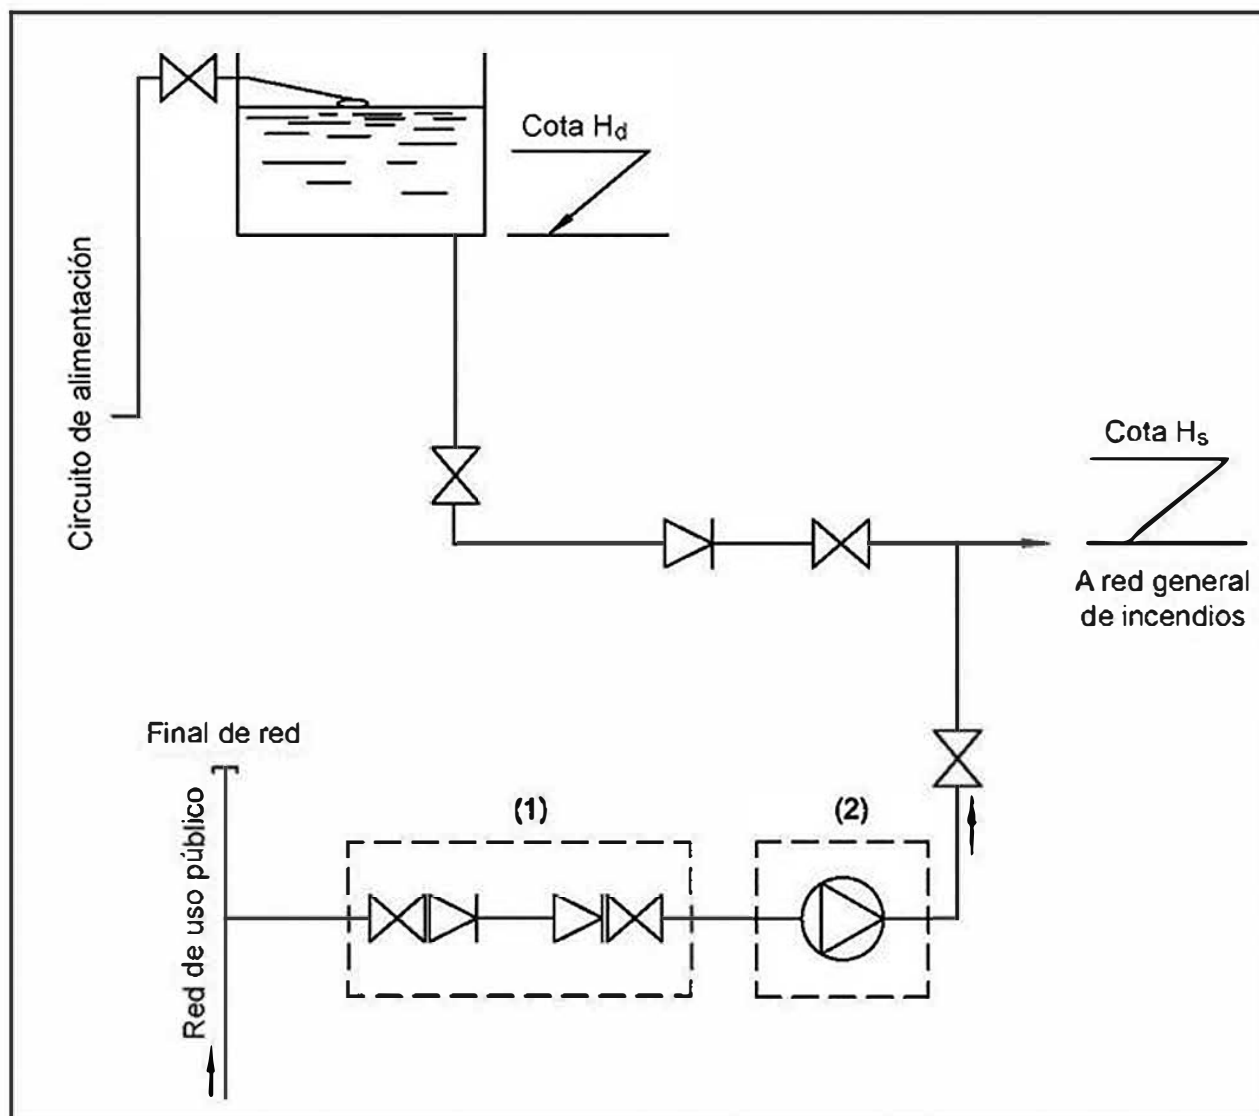 Cota Hd
Circuito de alimentación
Cota Hs
A red general
de incendios
Final de red
Red de uso público
(1)
(2)